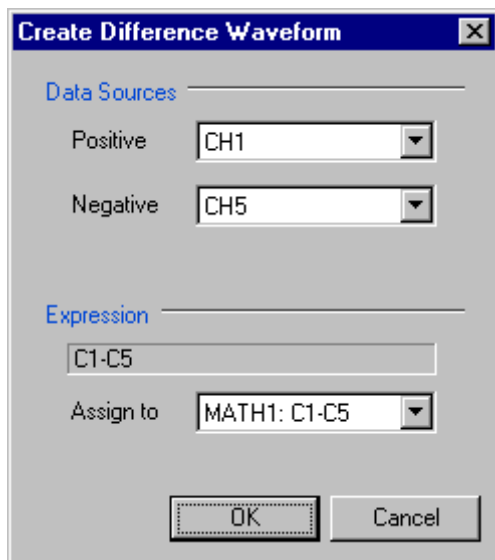 Create Difference Waveform
Data Sources
Positive CH1
Negative CH5
Expression
C1-C5
Assign to MATH1: C1-C5
OK Cancel